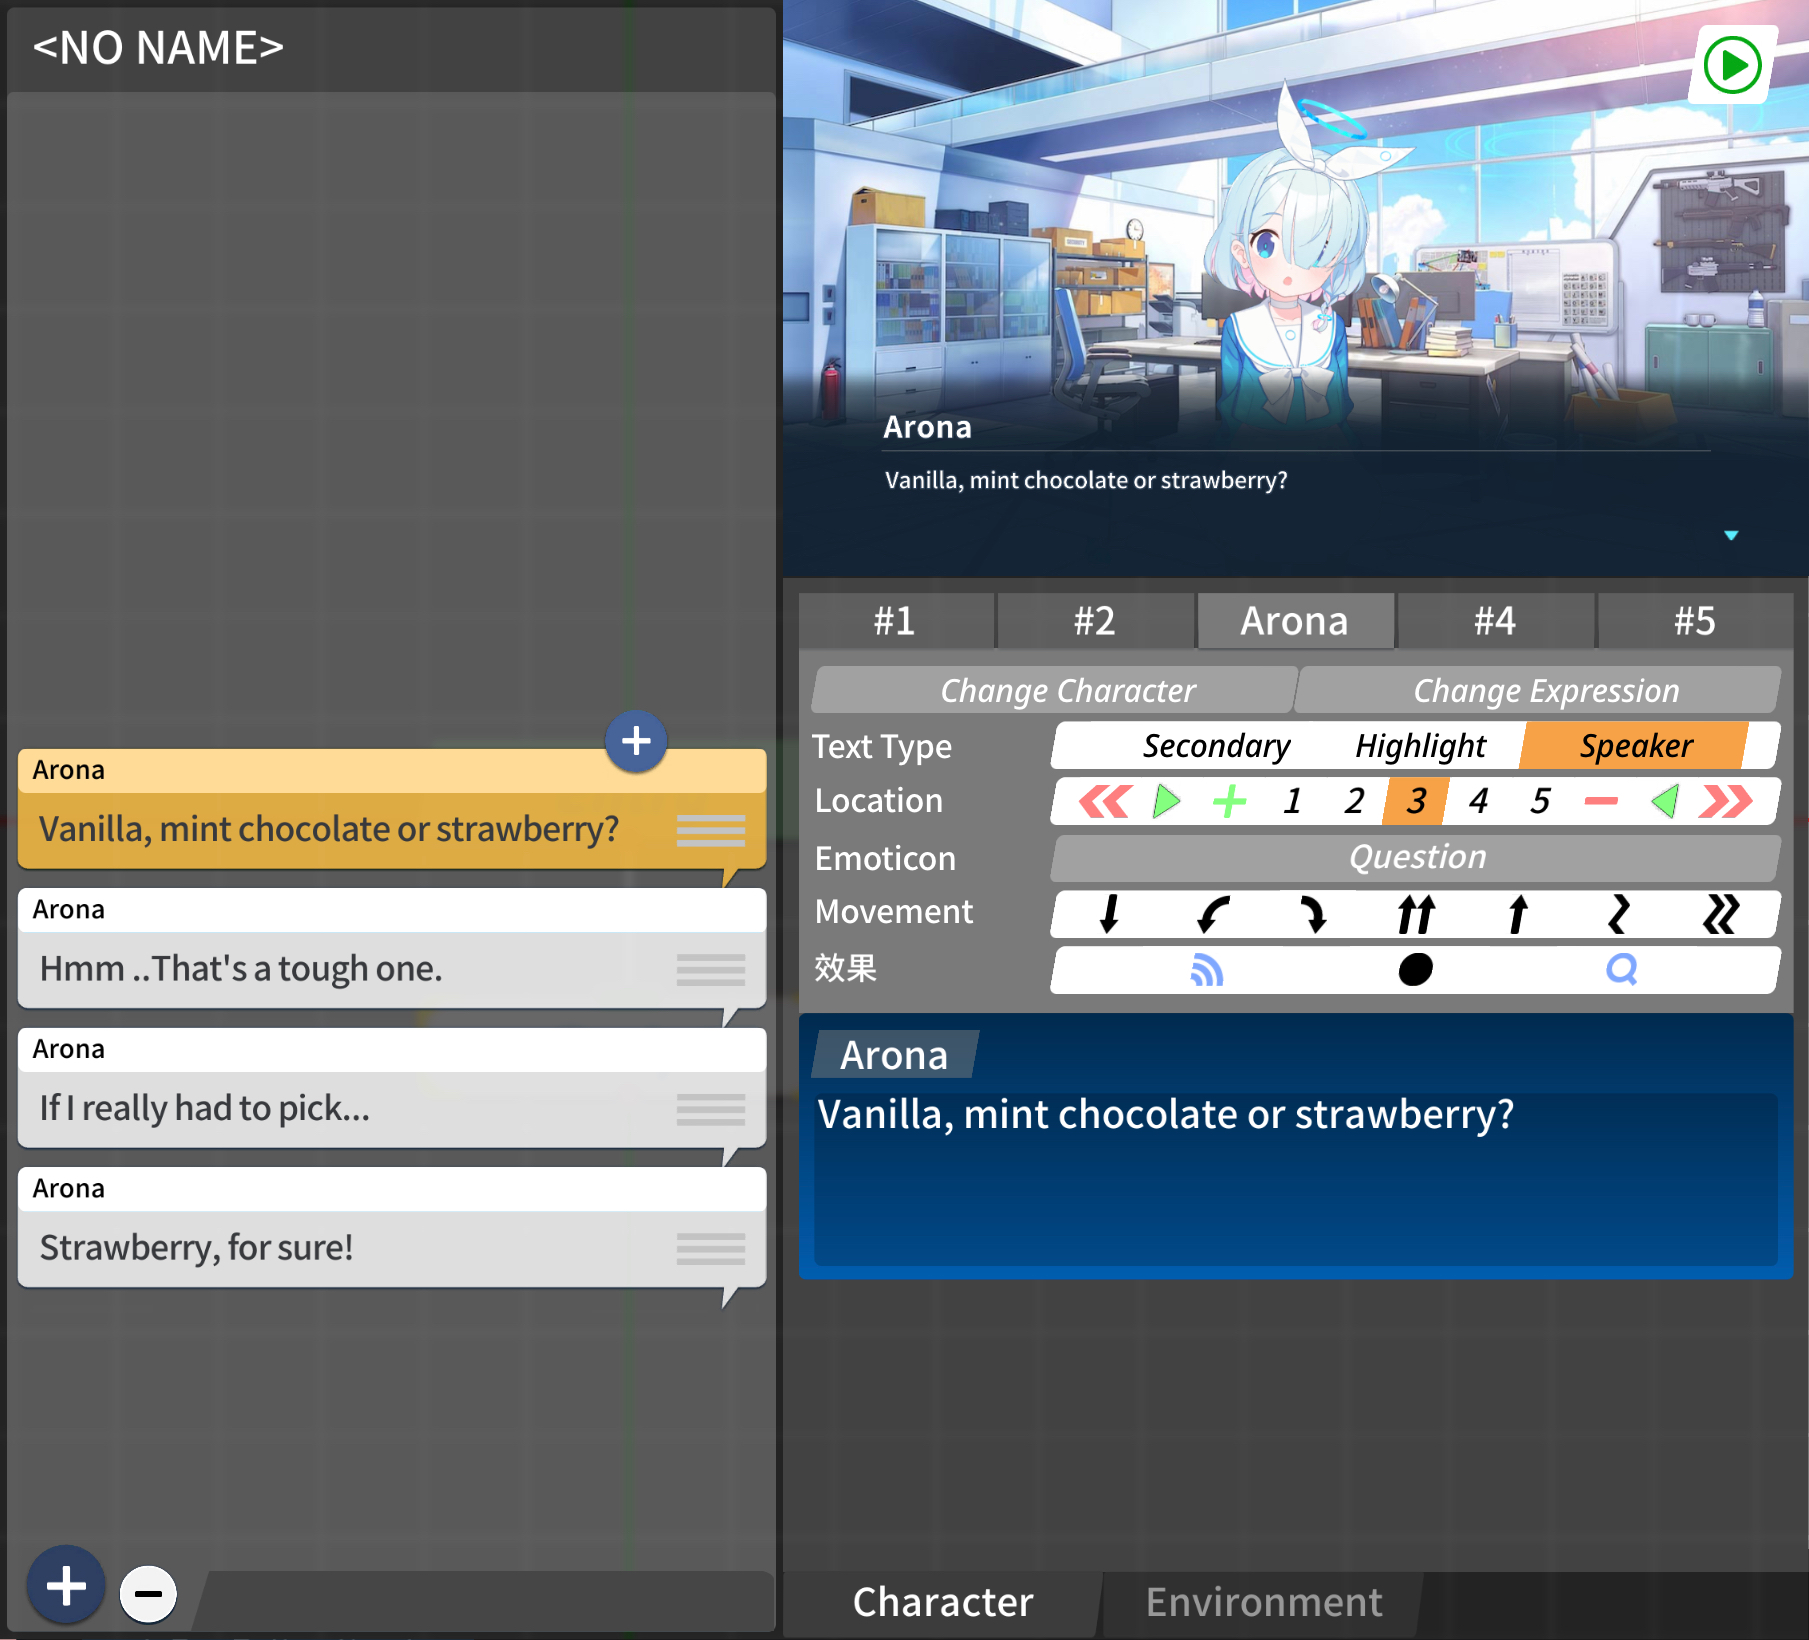 <NO NAME>
Arona
Vanilla, mint chocolate or strawberry?
Arona
Hmm ..That's a tough one.
Arona
If I really had to pick...
Arona
Strawberry, for sure!
Arona
Vanilla, mint chocolate or strawberry?
#1 #2 Arona #4 #5
Change Character Change Expression
Text Type Secondary Highlight Speaker
Location 1 2 3 4 5
Emoticon Question
Movement
效果
Arona
Vanilla, mint chocolate or strawberry?
Character Environment